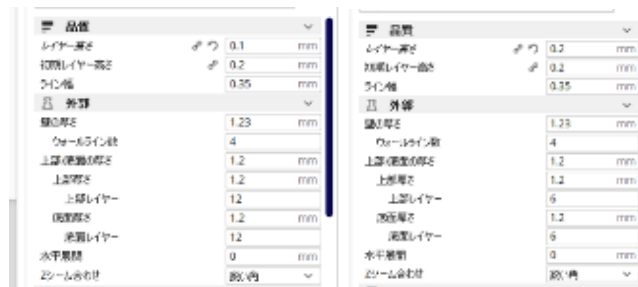 品質
レイヤー高さ 0.1 mm
初期レイヤー高さ 0.2 mm
ライン幅 0.35 mm
外郭
壁の厚さ 1.23 mm
ウォールライン数 4
上部/底面の厚さ 1.2 mm
上部厚さ 1.2 mm
上部レイヤー 12
底面厚さ 1.2 mm
底面レイヤー 12
水平展開 0 mm
Zシーム合わせ 鋭い角
品質
レイヤー高さ 0.2 mm
初期レイヤー高さ 0.2 mm
ライン幅 0.35 mm
外郭
壁の厚さ 1.23 mm
ウォールライン数 4
上部/底面の厚さ 1.2 mm
上部厚さ 1.2 mm
上部レイヤー 6
底面厚さ 1.2 mm
底面レイヤー 6
水平展開 0 mm
Zシーム合わせ 鋭い角